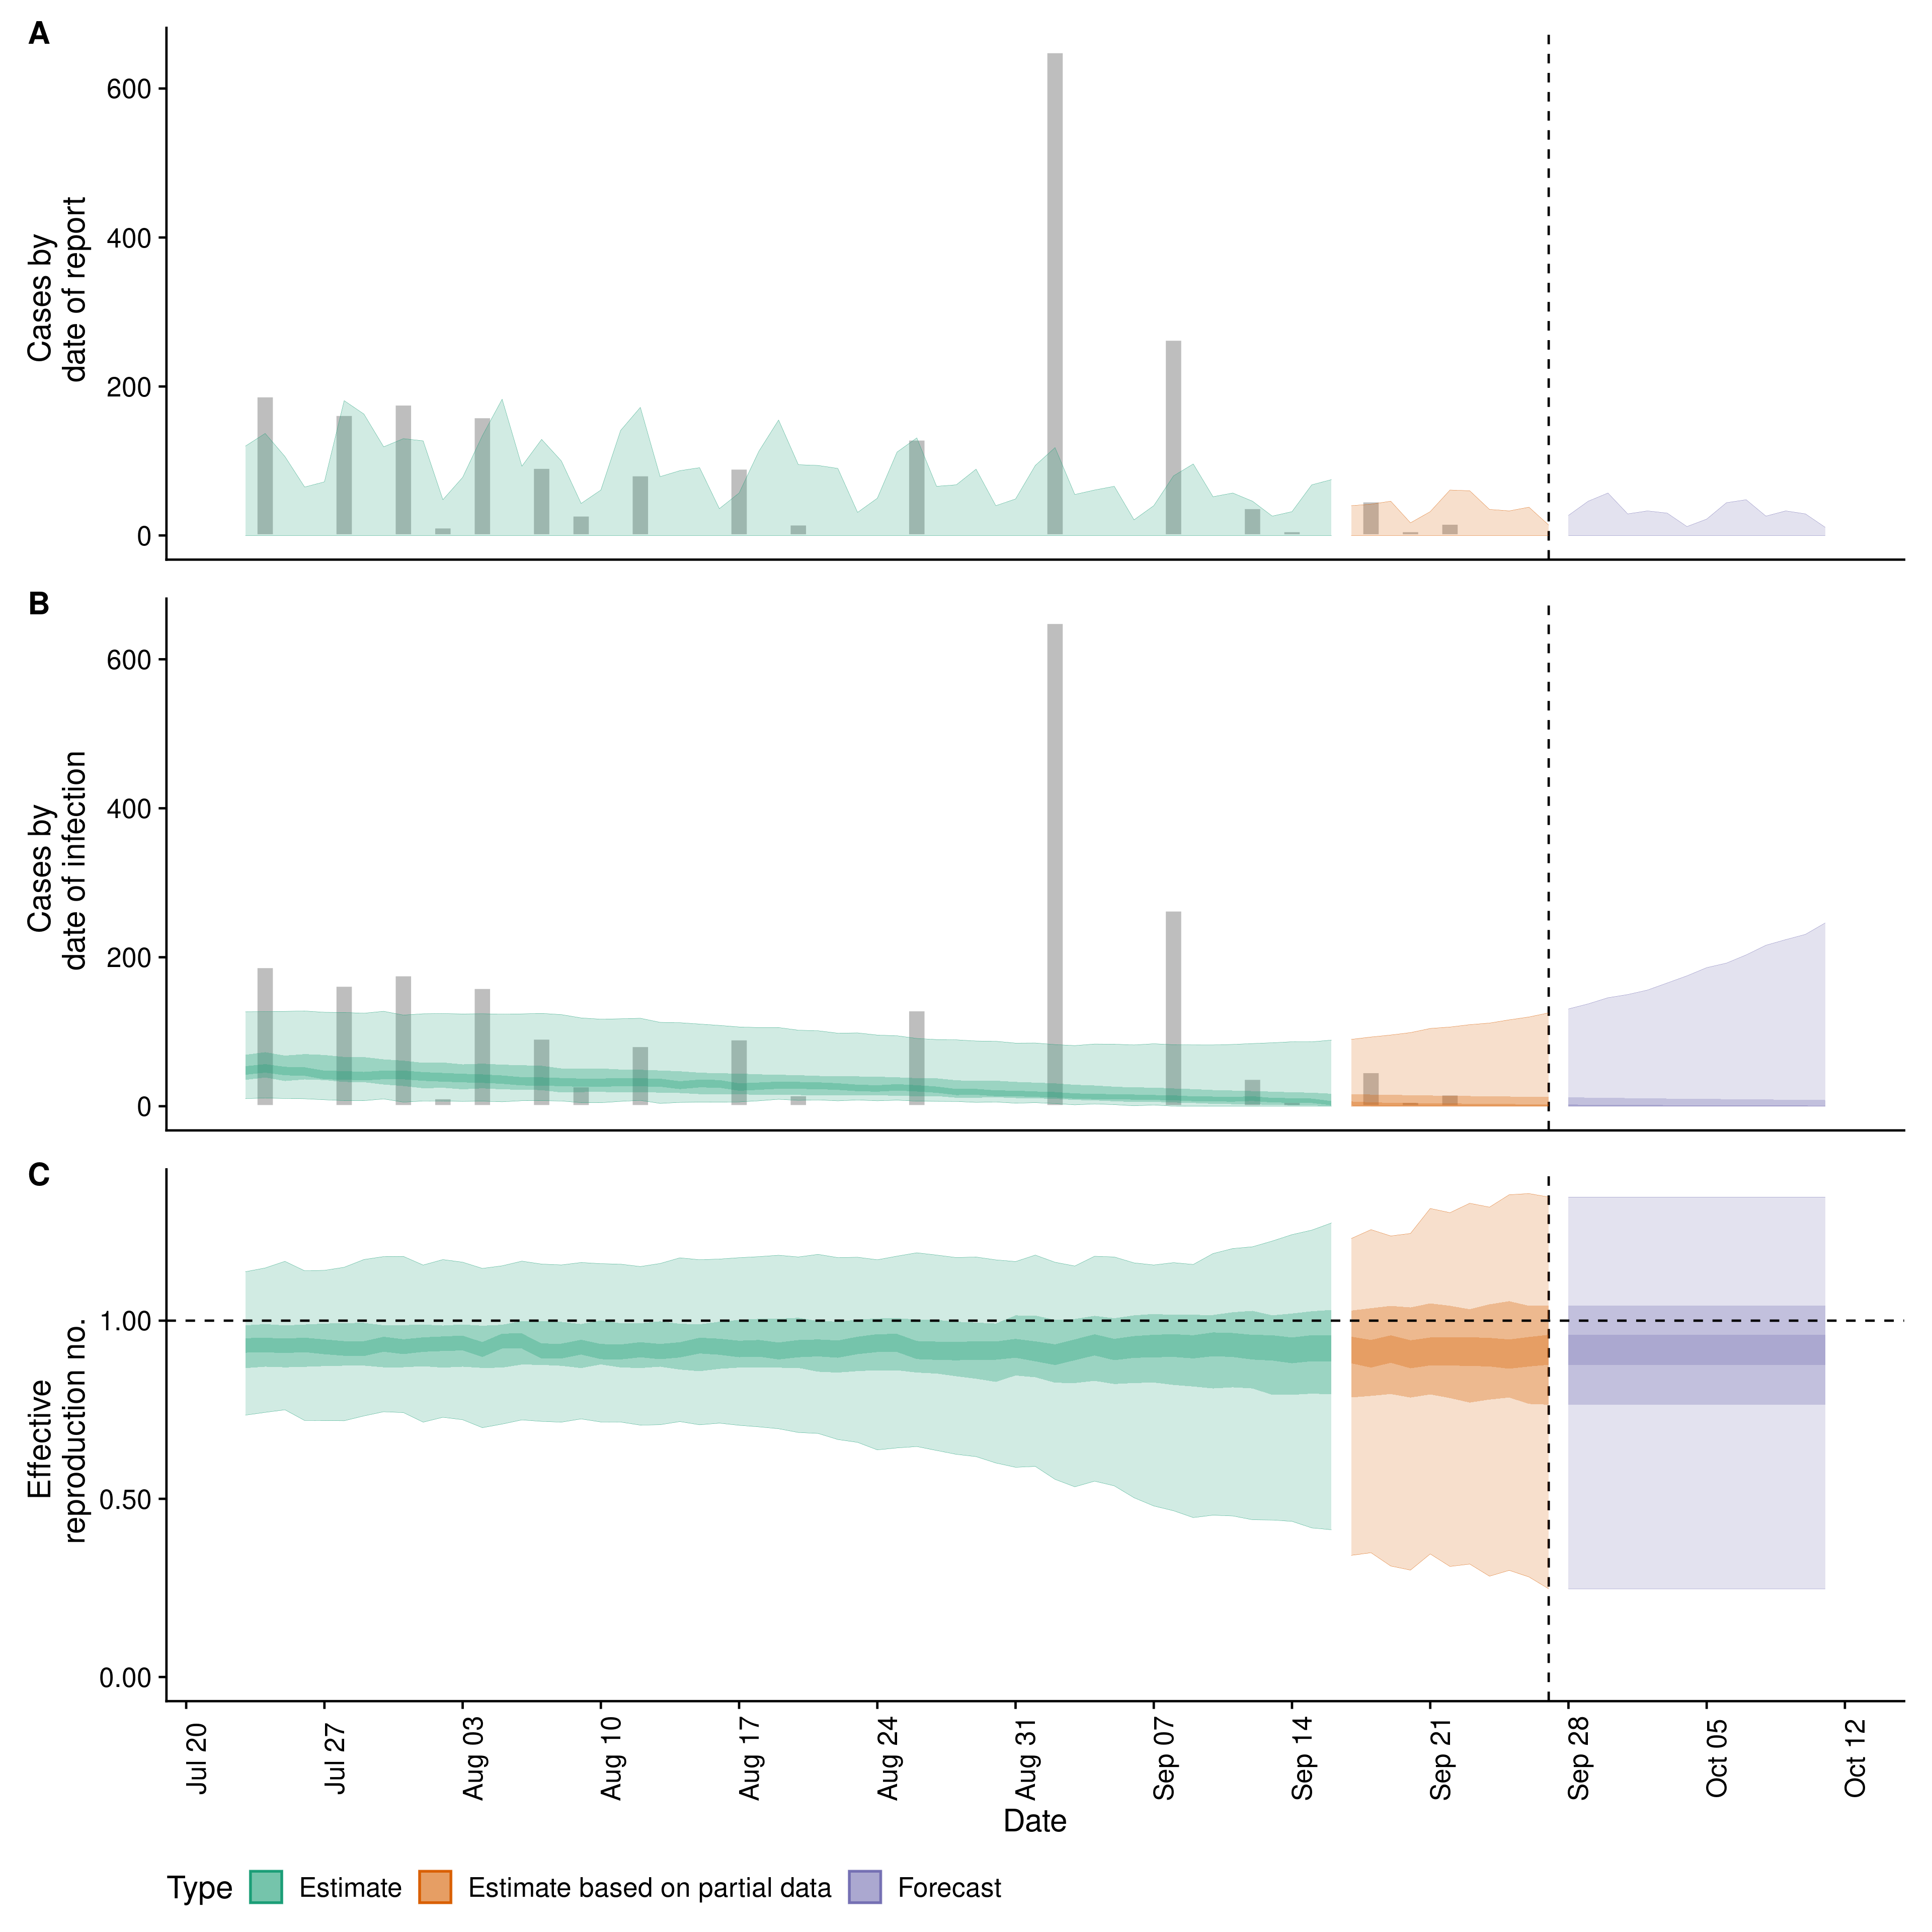 A
Cases by
date of report
600
400
200
0
B
Cases by
date of infection
600
400
200
0
C
Effective
reproduction no.
1.00
0.50
0.00
Jul 20
Jul 27
Aug 03
Aug 10
Aug 17
Aug 24
Aug 31
Sep 07
Sep 14
Sep 21
Sep 28
Oct 05
Oct 12
Date
Type Estimate Estimate based on partial data Forecast